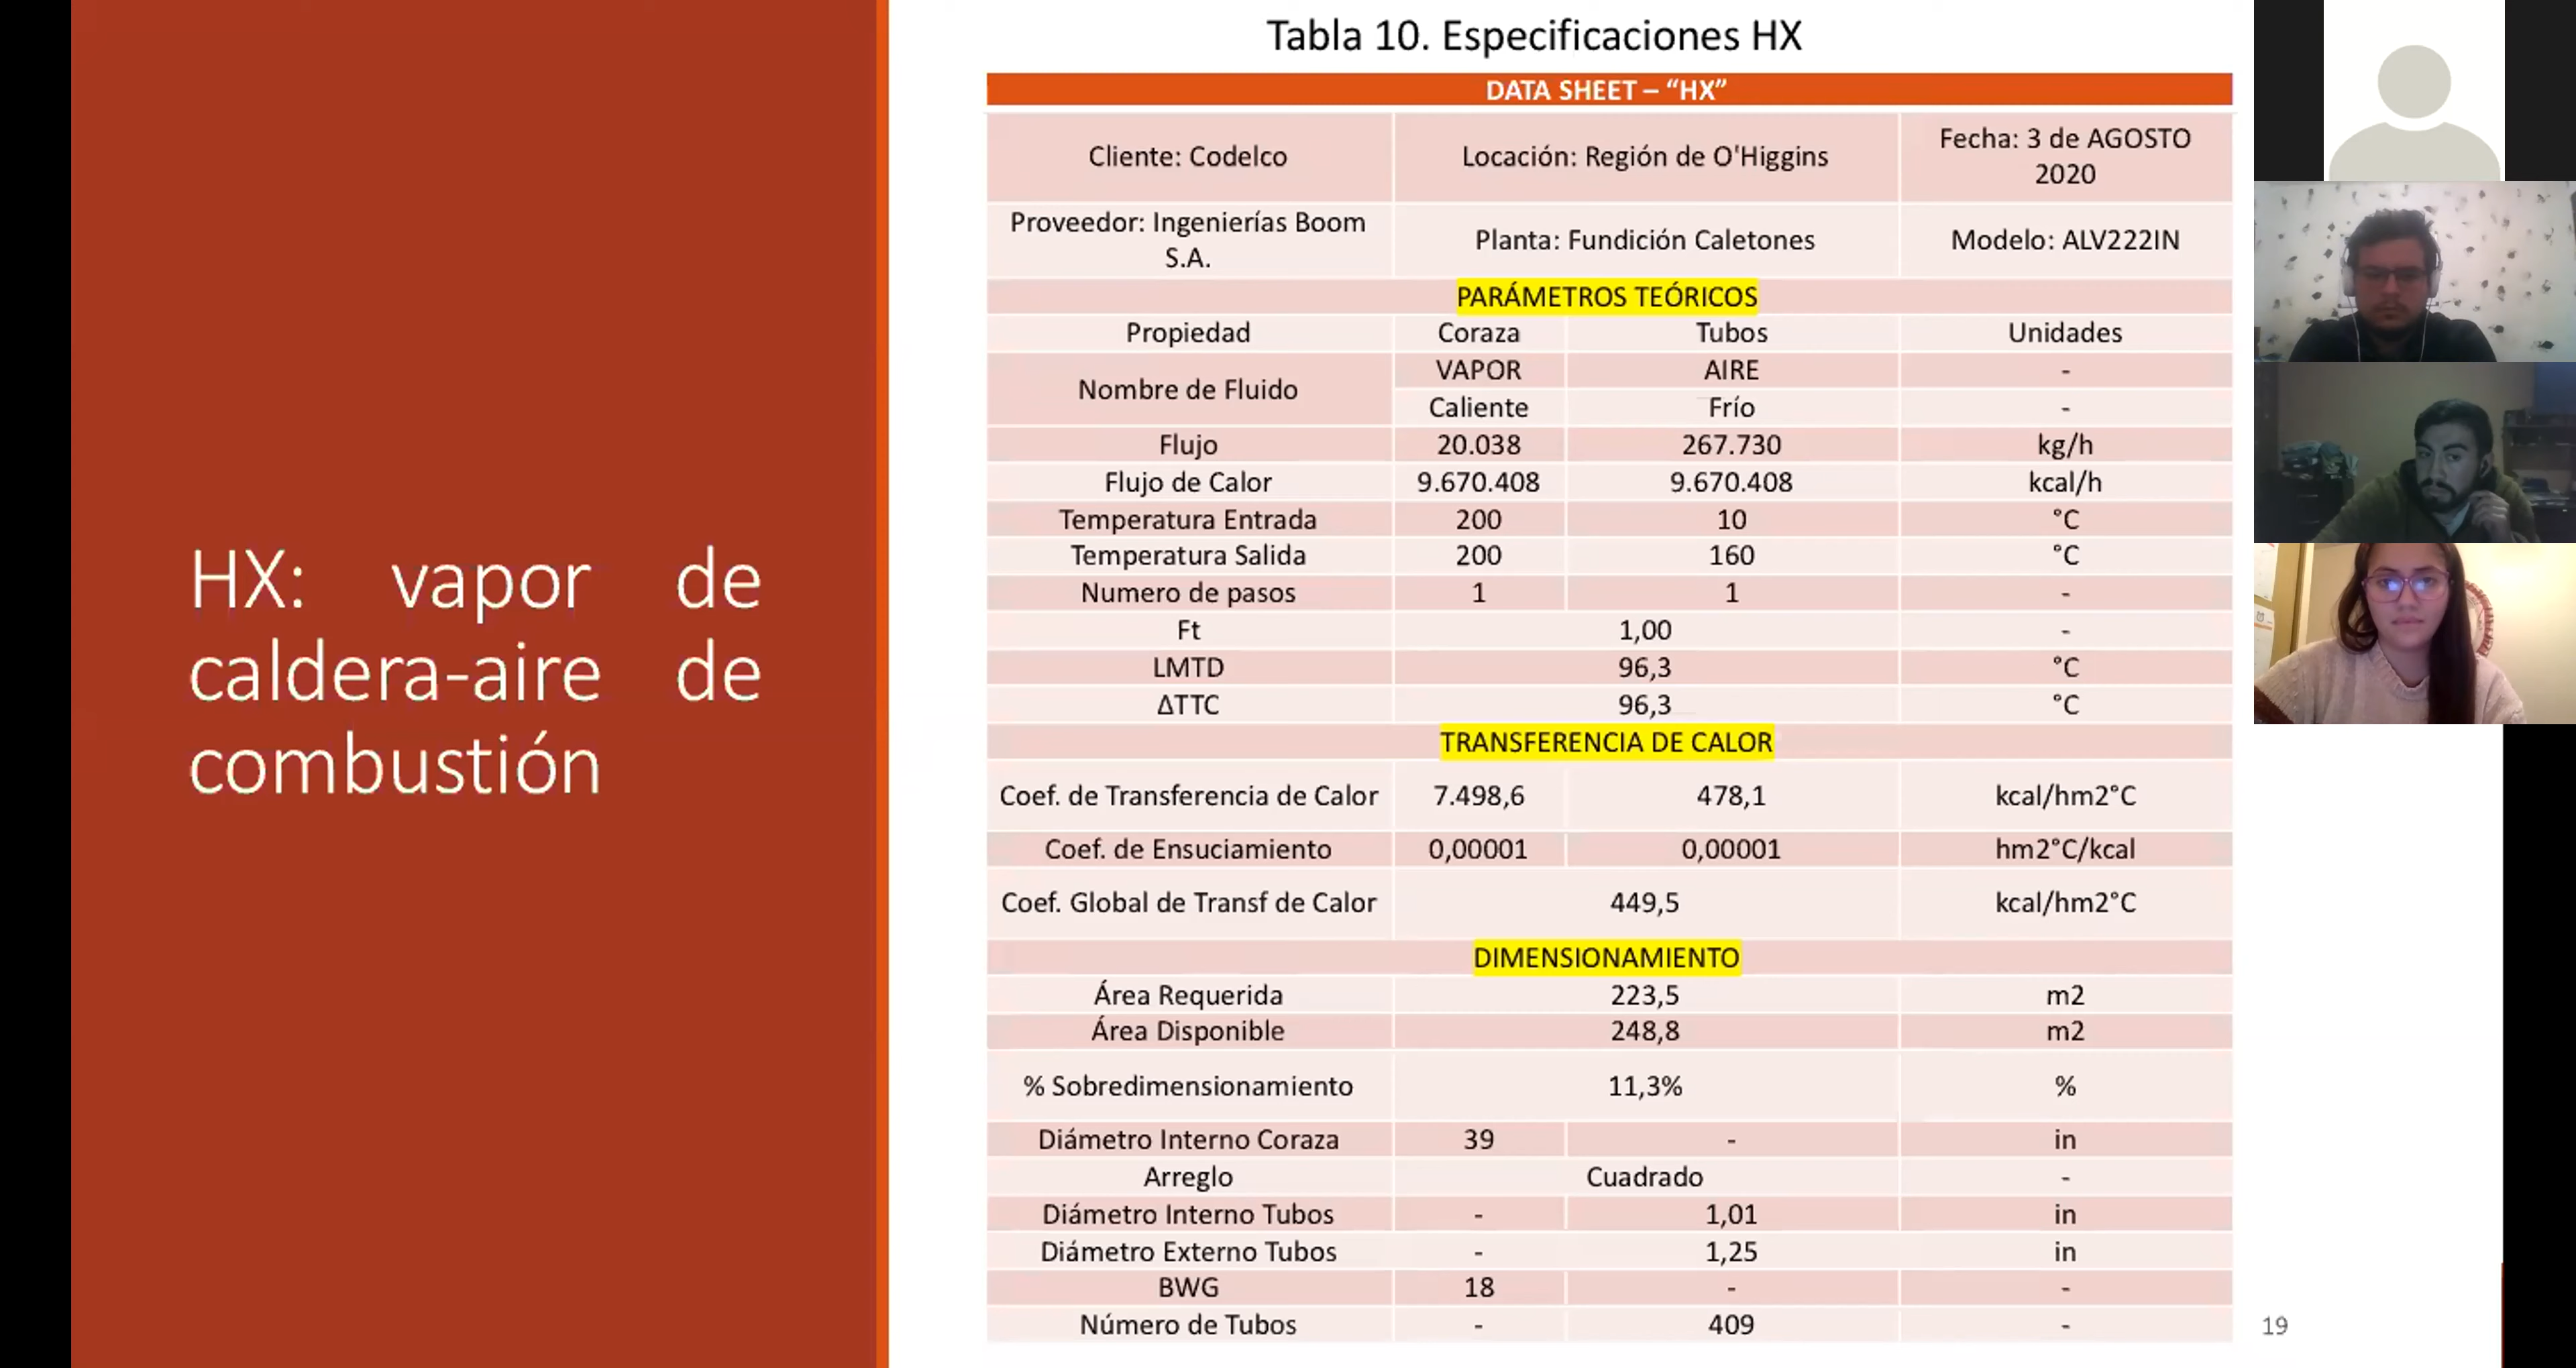 HX: vapor de
caldera-aire de
combustión
Tabla 10. Especificaciones HX
DATA SHEET – “HX”
Cliente: Codelco Locación: Región de O'Higgins Fecha: 3 de AGOSTO
2020
Proveedor: Ingenierías Boom
S.A. Planta: Fundición Caletones Modelo: ALV222IN
PARÁMETROS TEÓRICOS
Propiedad Coraza Tubos Unidades
Nombre de Fluido VAPOR AIRE -
Caliente Frío -
Flujo 20.038 267.730 kg/h
Flujo de Calor 9.670.408 9.670.408 kcal/h
Temperatura Entrada 200 10 °C
Temperatura Salida 200 160 °C
Numero de pasos 1 1 -
Ft 1,00 -
LMTD 96,3 °C
ΔTTC 96,3 °C
TRANSFERENCIA DE CALOR
Coef. de Transferencia de Calor 7.498,6 478,1 kcal/hm2°C
Coef. de Ensuciamiento 0,00001 0,00001 hm2°C/kcal
Coef. Global de Transf de Calor 449,5 kcal/hm2°C
DIMENSIONAMIENTO
Área Requerida 223,5 m2
Área Disponible 248,8 m2
% Sobredimensionamiento 11,3% %
Diámetro Interno Coraza 39 - in
Arreglo Cuadrado -
Diámetro Interno Tubos - 1,01 in
Diámetro Externo Tubos - 1,25 in
BWG 18 - -
Número de Tubos - 409 -
19